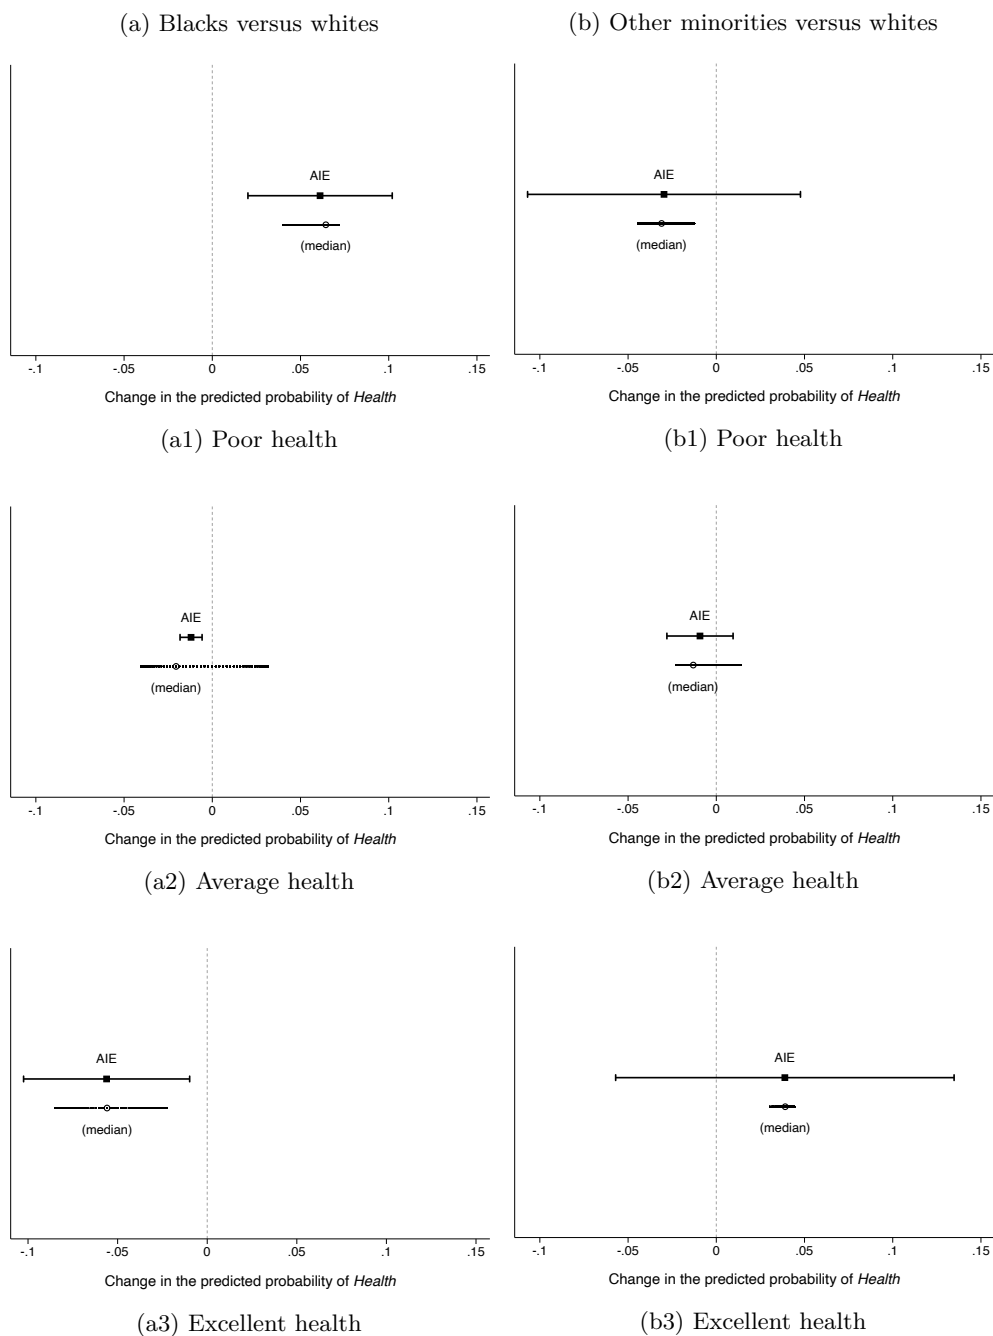 (a) Blacks versus whites
(b) Other minorities versus whites
AIE
(median)
-.1 -.05 0 .05 .1 .15
Change in the predicted probability of Health
(a1) Poor health
AIE
(median)
-.1 -.05 0 .05 .1 .15
Change in the predicted probability of Health
(b1) Poor health
AIE
(median)
-.1 -.05 0 .05 .1 .15
Change in the predicted probability of Health
(a2) Average health
AIE
(median)
-.1 -.05 0 .05 .1 .15
Change in the predicted probability of Health
(b2) Average health
AIE
(median)
-.1 -.05 0 .05 .1 .15
Change in the predicted probability of Health
(a3) Excellent health
AIE
(median)
-.1 -.05 0 .05 .1 .15
Change in the predicted probability of Health
(b3) Excellent health